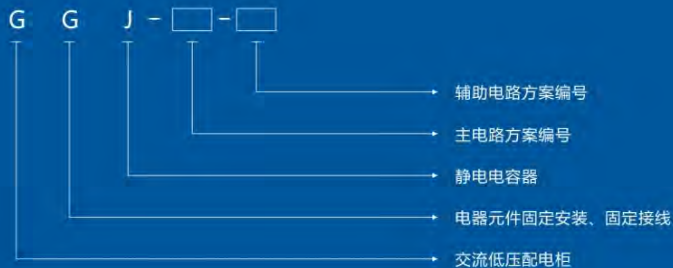 G G J - □ - □
辅助电路方案编号
主电路方案编号
静电电容器
电器元件固定安装、固定接线
交流低压配电柜